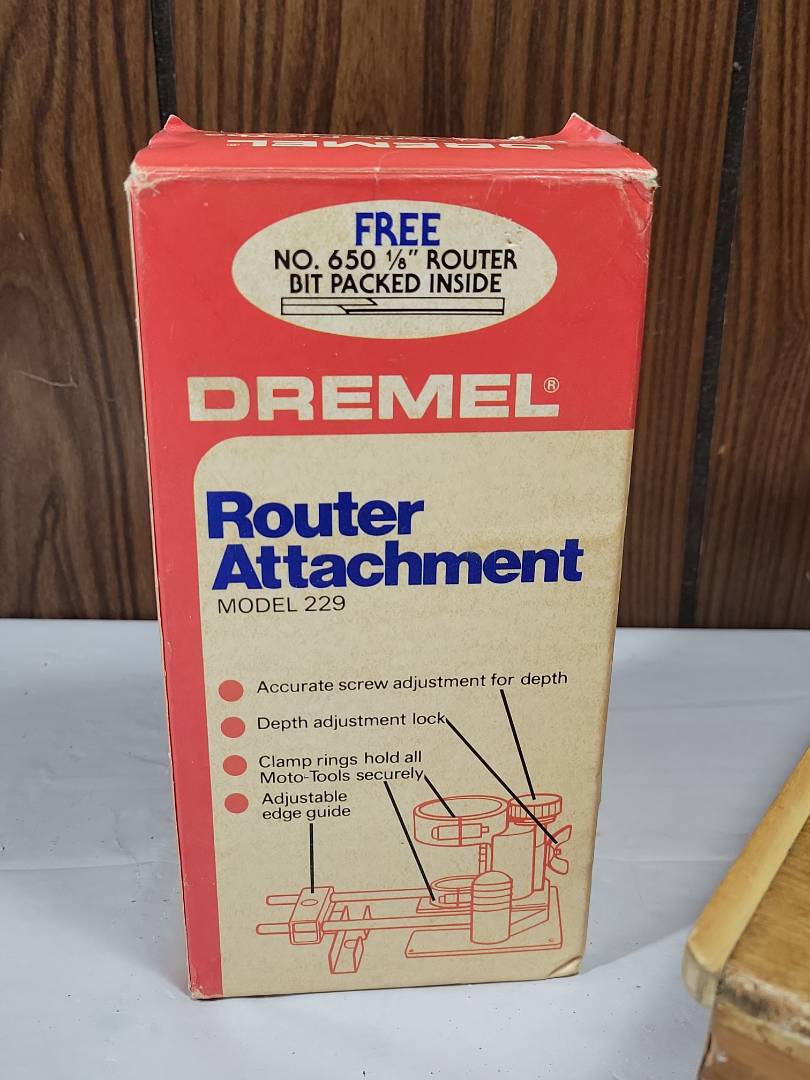 DREMEL®
FREE
NO. 650 ⅛" ROUTER
BIT PACKED INSIDE
DREMEL®
Router
Attachment
MODEL 229
Accurate screw adjustment for depth
Depth adjustment lock
Clamp rings hold all
Moto-Tools securely
Adjustable
edge guide